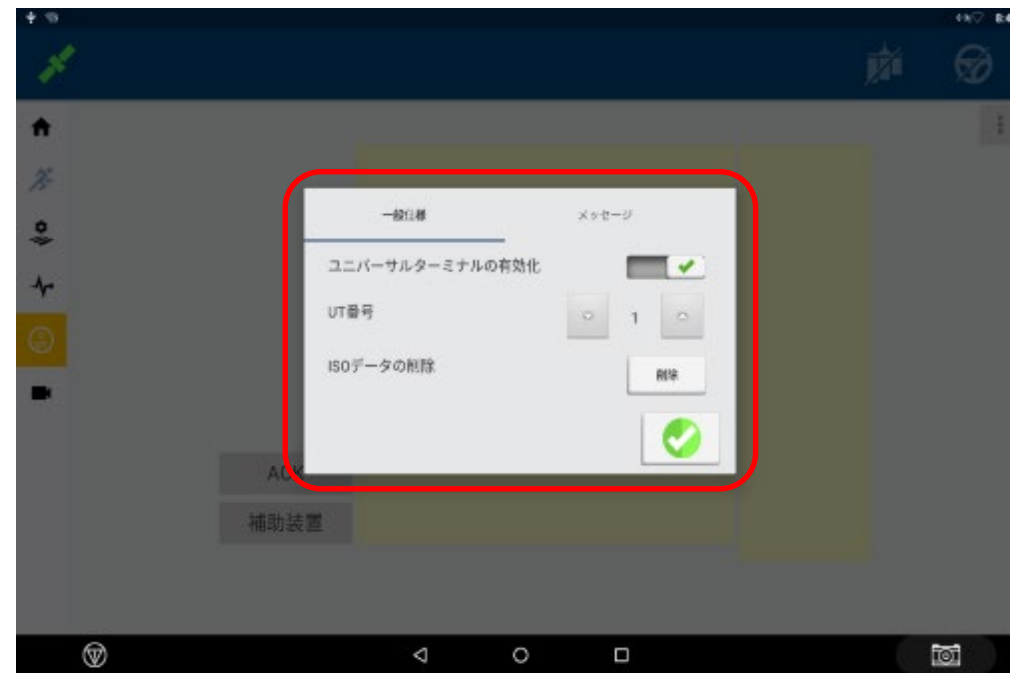 一般仕様
メッセージ
ユニバーサルターミナルの有効化
UT番号
1
ISOデータの削除
削除
補助装置